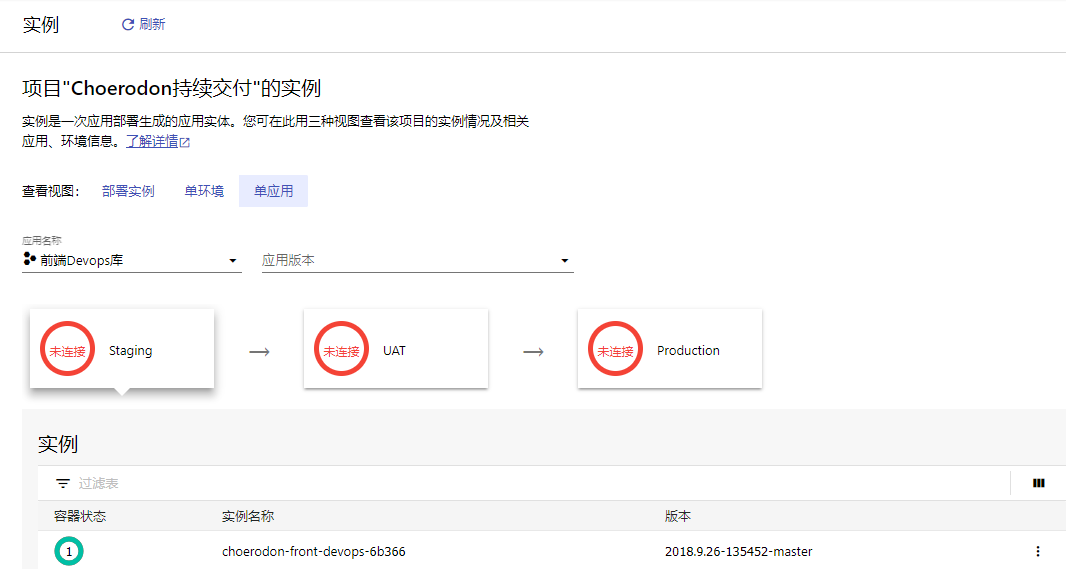 实例 刷新
项目"Choerodon持续交付"的实例
实例是一次应用部署生成的应用实体。您可在此用三种视图查看该项目的实例情况及相关
应用、环境信息。了解详情
查看视图： 部署实例 单环境 单应用
应用名称
前端Devops库 应用版本
未连接 Staging 未连接 UAT 未连接 Production
实例
过滤表
容器状态 实例名称 版本
1 choerodon-front-devops-6b366 2018.9.26-135452-master